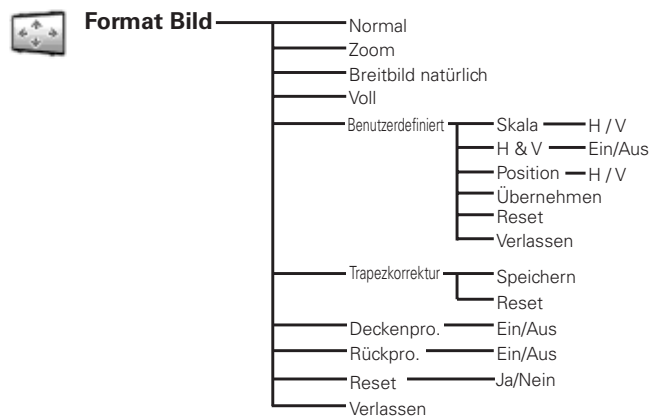 Format Bild
Normal
Zoom
Breitbild natürlich
Voll
Benutzerdefiniert Skala H / V
H & V Ein/Aus
Position H / V
Übernehmen
Reset
Verlassen
Trapezkorrektur Speichern
Reset
Deckenpro. Ein/Aus
Rückpro. Ein/Aus
Reset Ja/Nein
Verlassen